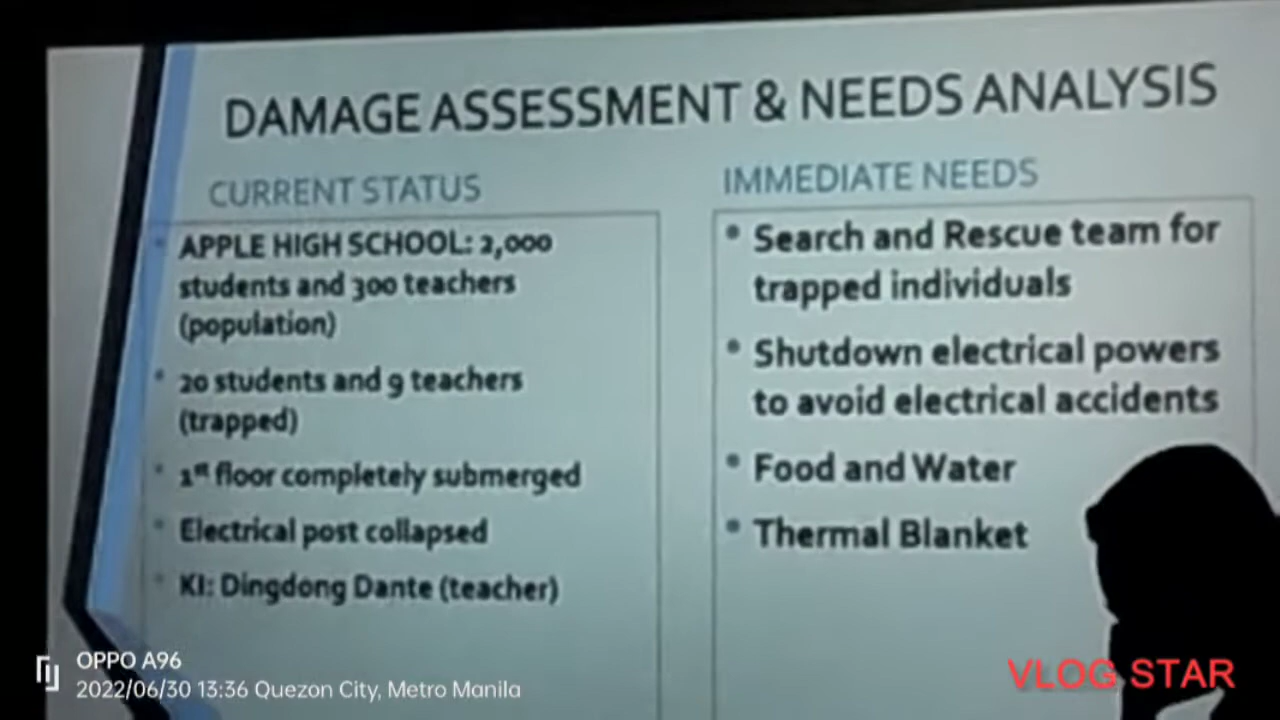 DAMAGE ASSESSMENT & NEEDS ANALYSIS
CURRENT STATUS
APPLE HIGH SCHOOL: 2,000
students and 300 teachers
(population)
20 students and 9 teachers
(trapped)
1st floor completely submerged
Electrical post collapsed
KI: Dingdong Dante (teacher)
IMMEDIATE NEEDS
Search and Rescue team for
trapped individuals
Shutdown electrical powers
to avoid electrical accidents
Food and Water
Thermal Blanket
OPPO A96
2022/06/30 13:36 Quezon City, Metro Manila
VLOG STAR